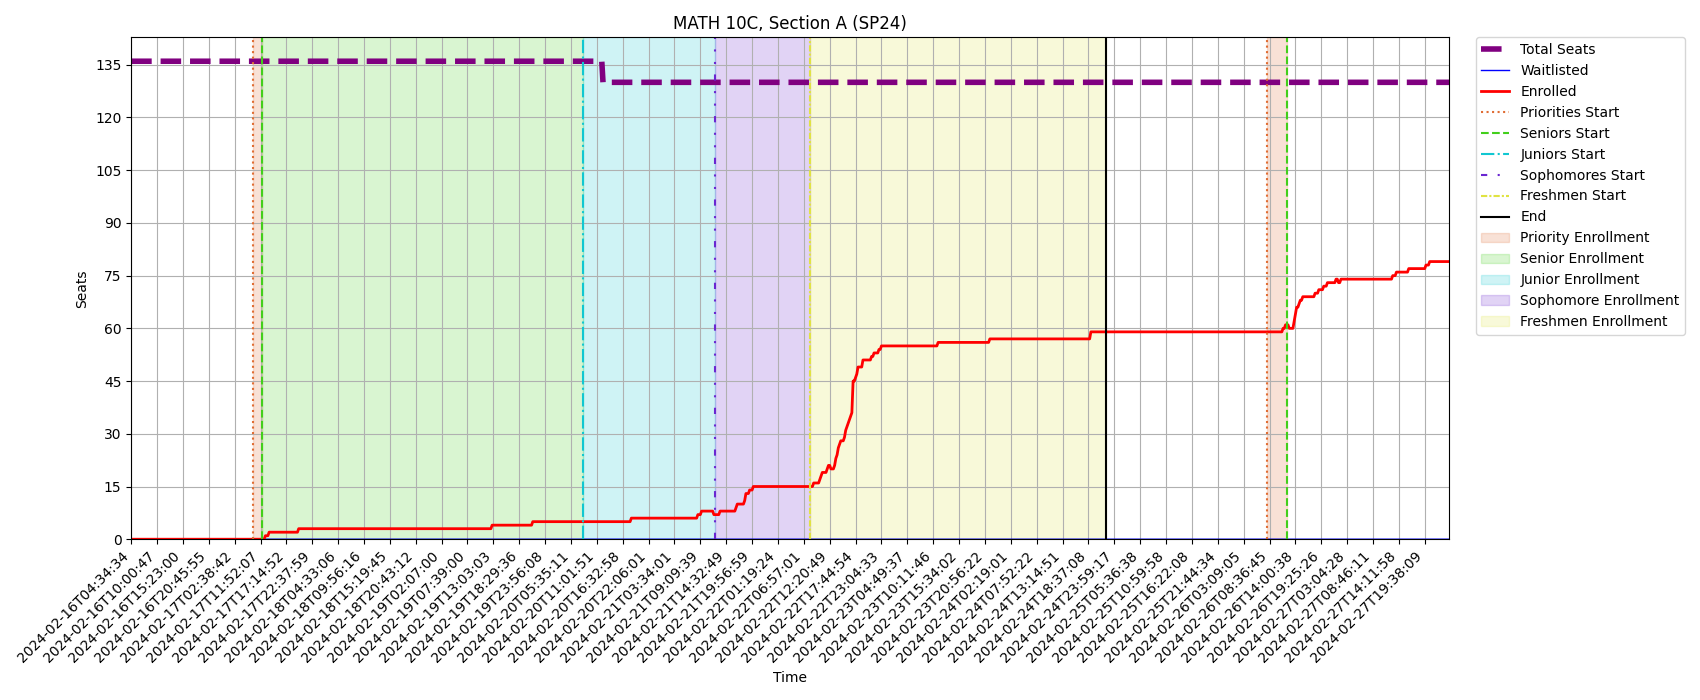 MATH 10C, Section A (SP24)
Total Seats
Waitlisted
Enrolled
Priorities Start
Seniors Start
Juniors Start
Sophomores Start
Freshmen Start
End
Priority Enrollment
Senior Enrollment
Junior Enrollment
Sophomore Enrollment
Freshmen Enrollment
Seats
135
120
105
90
75
60
45
30
15
0
2024-02-16T04:34:34
2024-02-16T10:00:47
2024-02-16T15:23:00
2024-02-16T20:45:55
2024-02-17T02:38:42
2024-02-17T11:52:07
2024-02-17T17:14:52
2024-02-17T22:37:59
2024-02-18T04:33:06
2024-02-18T09:56:16
2024-02-18T15:19:45
2024-02-18T20:43:12
2024-02-19T02:07:00
2024-02-19T07:39:00
2024-02-19T13:03:03
2024-02-19T18:29:36
2024-02-19T23:56:08
2024-02-20T05:35:11
2024-02-20T11:01:51
2024-02-20T16:32:58
2024-02-20T22:06:01
2024-02-21T03:34:01
2024-02-21T09:09:39
2024-02-21T14:32:49
2024-02-21T19:56:59
2024-02-22T01:19:24
2024-02-22T06:57:01
2024-02-22T12:20:49
2024-02-22T17:44:54
2024-02-22T23:04:33
2024-02-23T04:49:37
2024-02-23T10:11:46
2024-02-23T15:34:02
2024-02-23T20:56:22
2024-02-24T02:19:01
2024-02-24T07:52:22
2024-02-24T13:14:51
2024-02-24T18:37:08
2024-02-24T23:59:17
2024-02-25T05:36:38
2024-02-25T10:59:58
2024-02-25T16:22:08
2024-02-25T21:44:34
2024-02-26T03:09:05
2024-02-26T08:36:45
2024-02-26T14:00:38
2024-02-26T19:25:26
2024-02-27T03:04:28
2024-02-27T08:46:11
2024-02-27T14:11:58
2024-02-27T19:38:09
Time